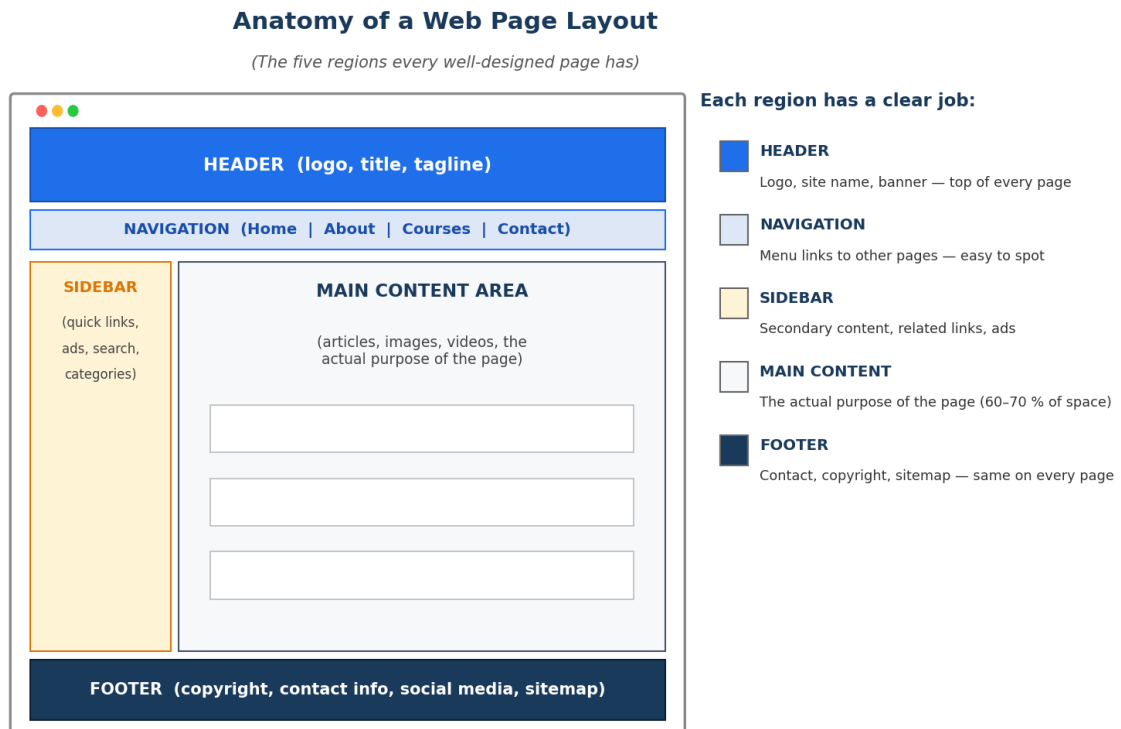 Anatomy of a Web Page Layout
(The five regions every well-designed page has)
HEADER (logo, title, tagline)
NAVIGATION (Home | About | Courses | Contact)
SIDEBAR
(quick links,
ads, search,
categories)
MAIN CONTENT AREA
(articles, images, videos, the
actual purpose of the page)
FOOTER (copyright, contact info, social media, sitemap)
Each region has a clear job:
HEADER
Logo, site name, banner — top of every page
NAVIGATION
Menu links to other pages — easy to spot
SIDEBAR
Secondary content, related links, ads
MAIN CONTENT
The actual purpose of the page (60–70 % of space)
FOOTER
Contact, copyright, sitemap — same on every page